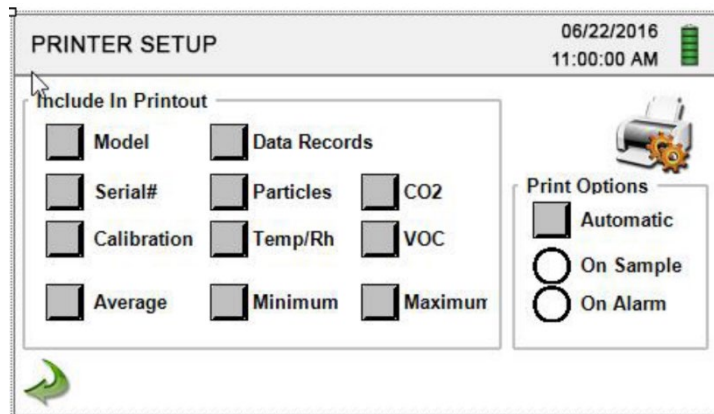 PRINTER SETUP
06/22/2016
11:00:00 AM
Include In Printout
Model
Data Records
Serial#
Particles
CO2
Calibration
Temp/Rh
VOC
Average
Minimum
Maximum
Print Options
Automatic
On Sample
On Alarm